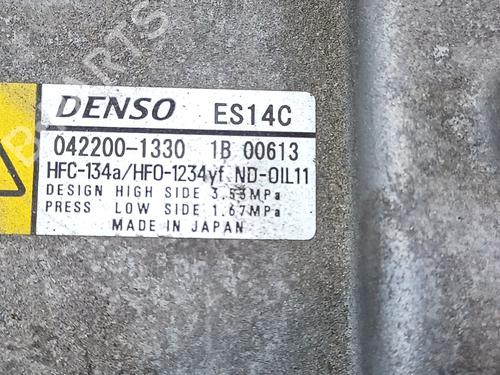 DENSO ES14C
042200-1330 1B 00613
HFC-134a/HFO-1234yf ND-OIL11
DESIGN HIGH SIDE 3.53MPa
PRESS LOW SIDE 1.67MPa
MADE IN JAPAN